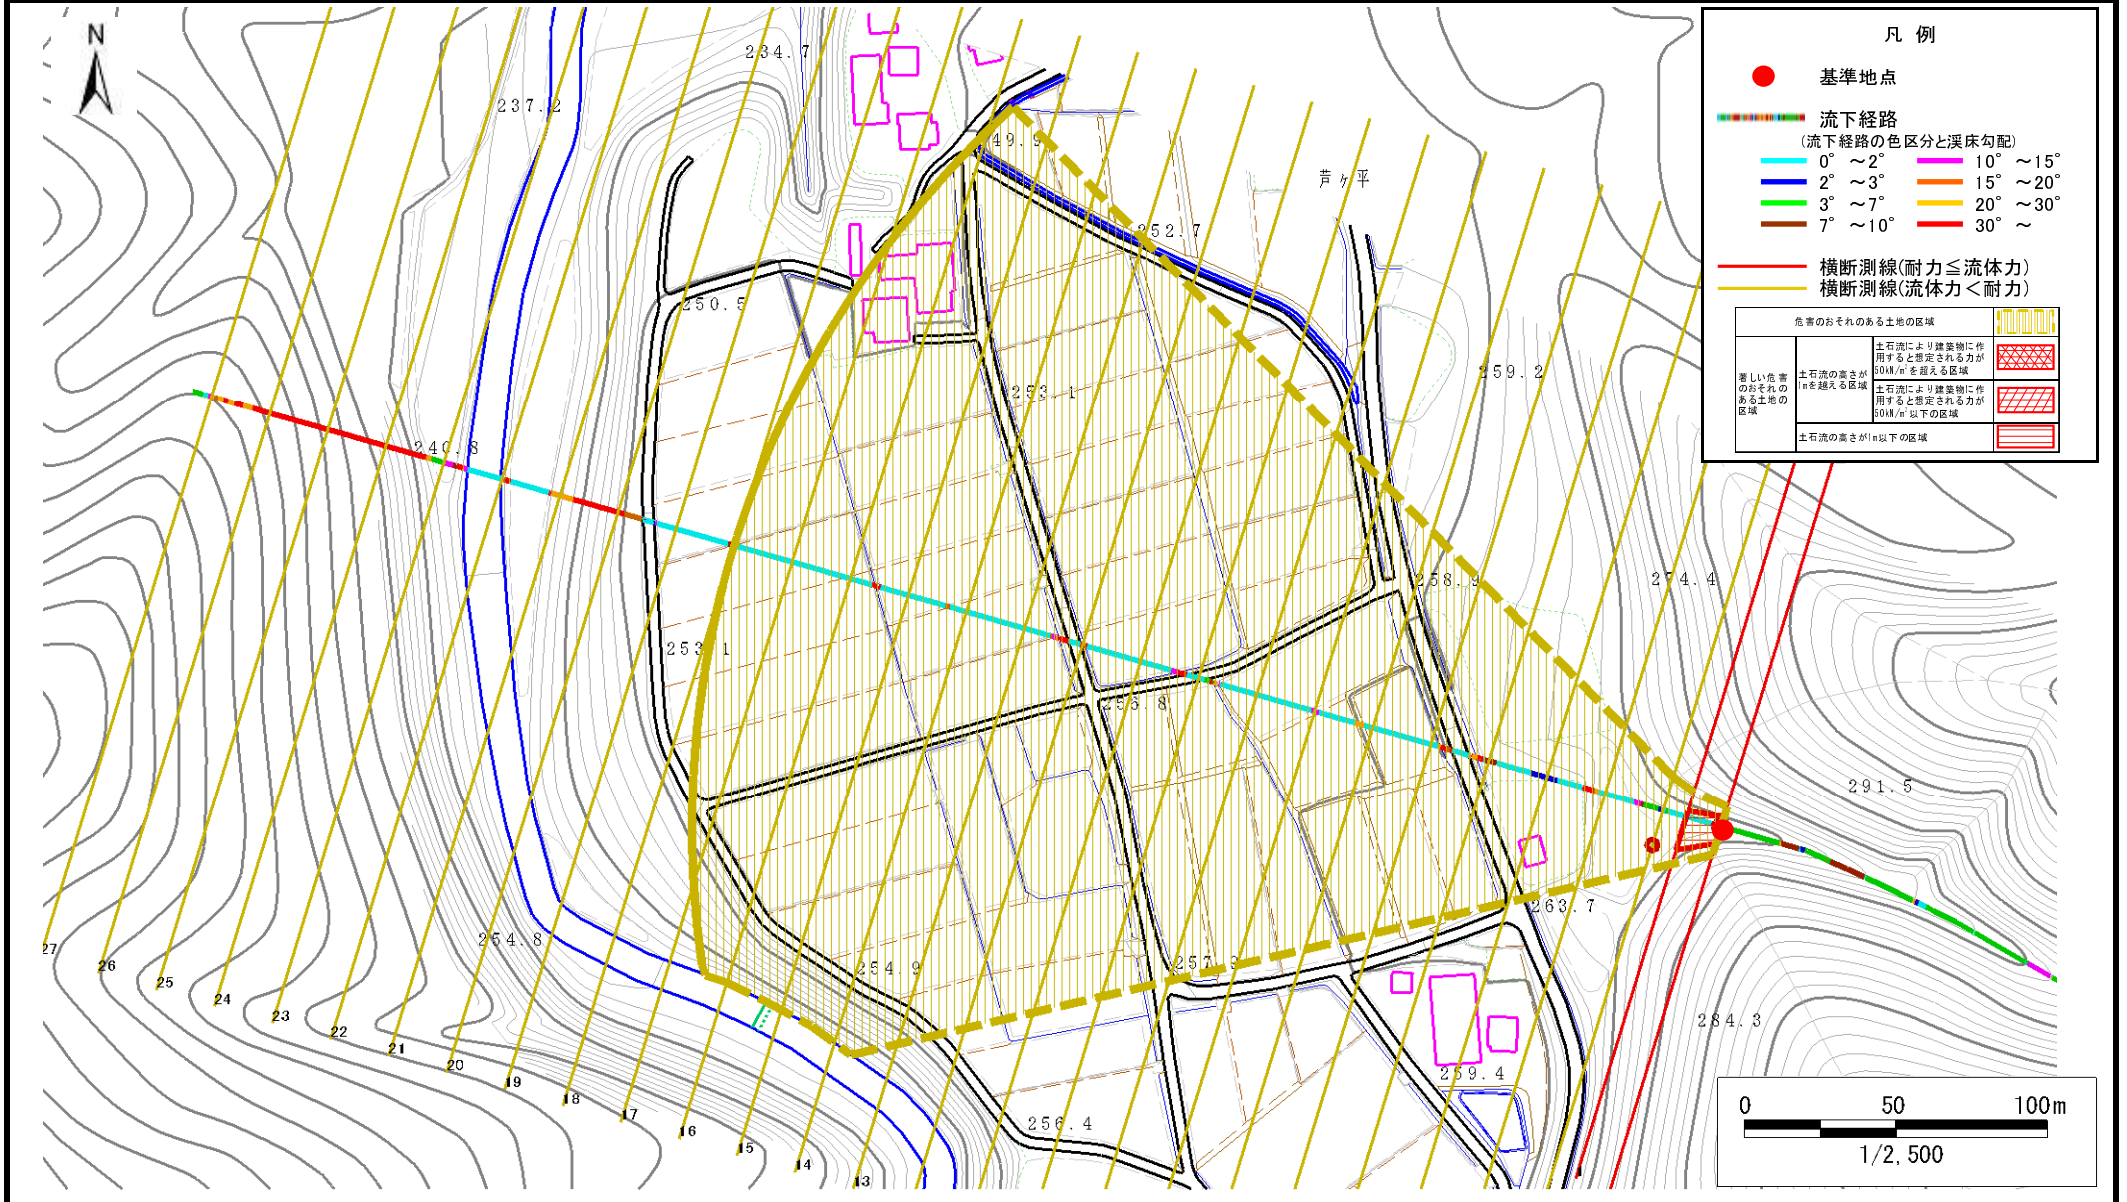 N
234.7
237.2
249.9
芦ヶ平
252.7
250.5
253.1
259.2
240.8
258.9
274.4
253.1
256.8
291.5
263.7
254.8
254.9
257.3
284.3
259.4
256.4
27
26
25
24
23
22
21
20
19
18
17
16
15
14
13
1
凡 例
基準地点
流下経路
(流下経路の色区分と渓床勾配)
0° ～2° 10° ～15°
2° ～3° 15° ～20°
3° ～7° 20° ～30°
7° ～10° 30° ～
横断測線(耐力≦流体力)
横断測線(流体力＜耐力)
危害のおそれのある土地の区域
著しい危害
のおそれの
ある土地の
区域
土石流の高さが
1mを越える区域
土石流により建築物に作
用すると想定される力が
50kN/㎡を超える区域
土石流により建築物に作
用すると想定される力が
50kN/㎡以下の区域
土石流の高さが1m以下の区域
0 50 100m
1/2,500